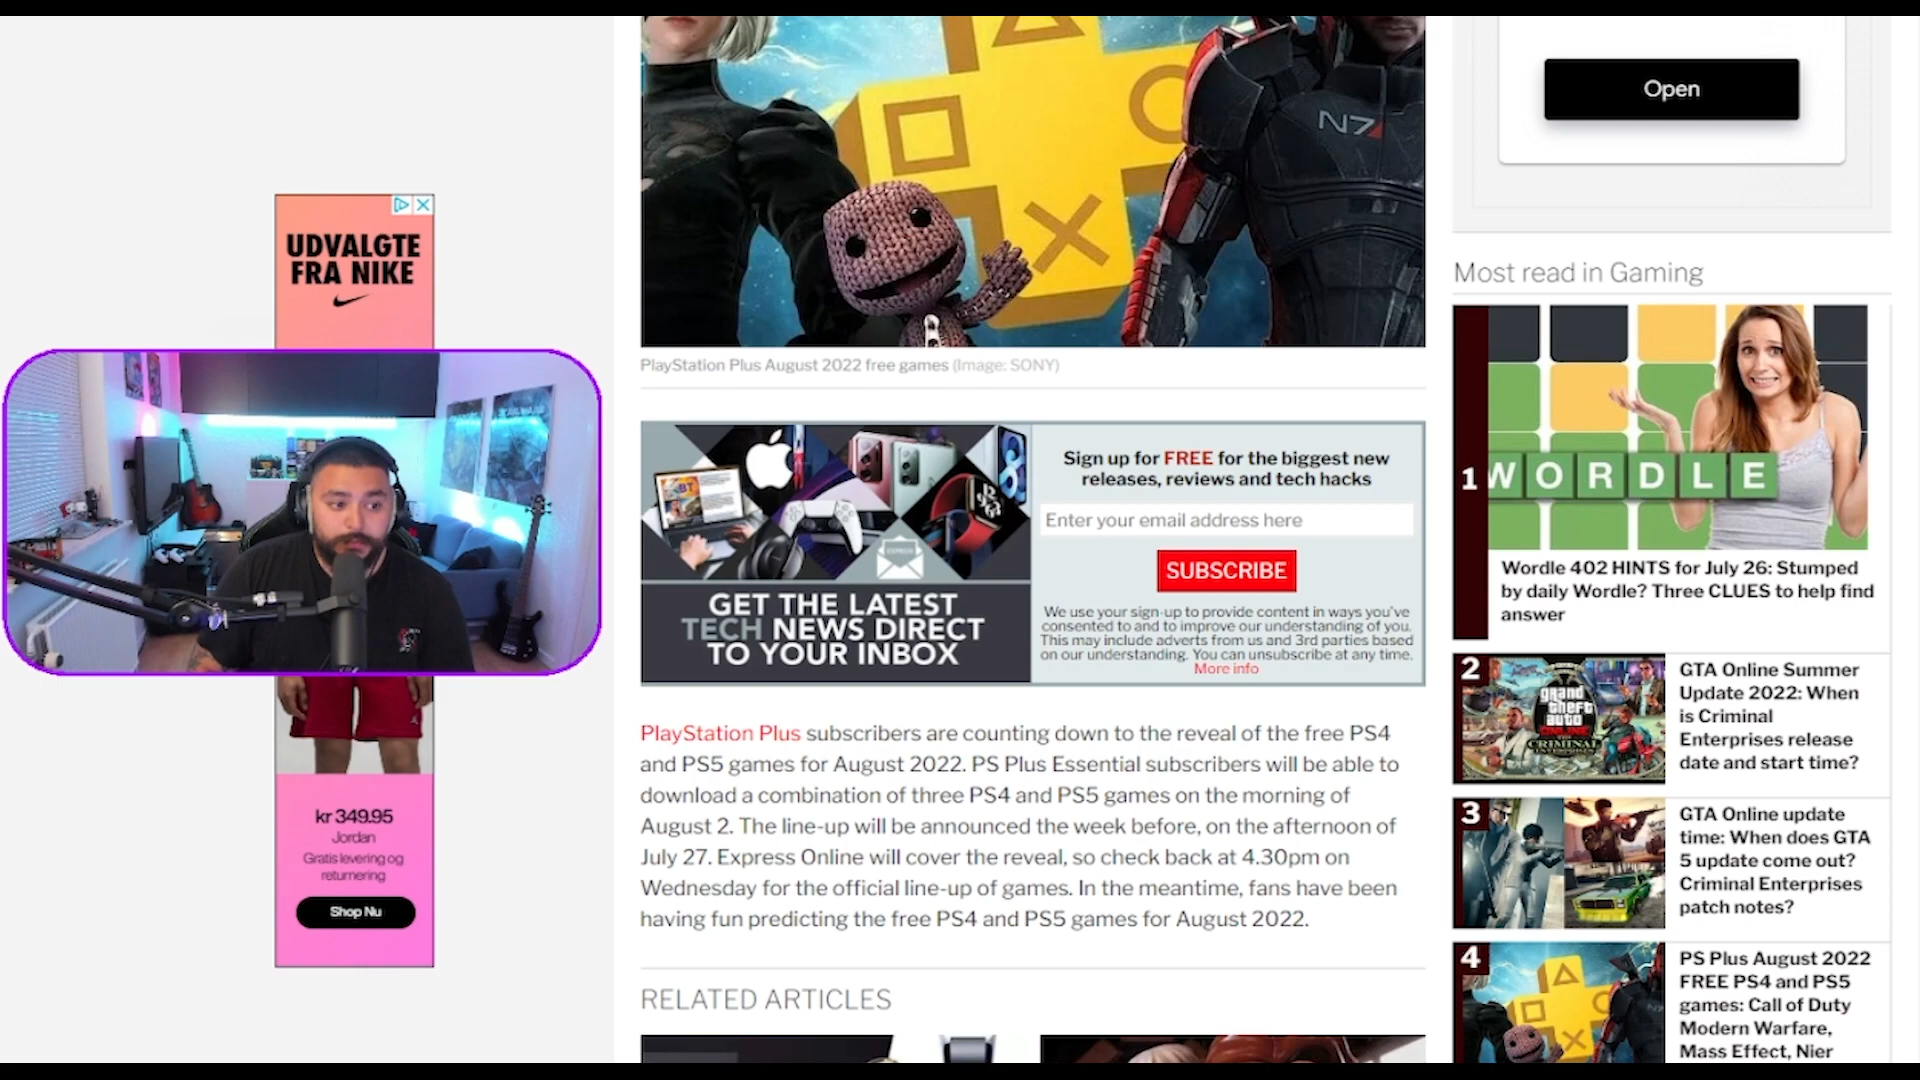 UDVALGTE
FRA NIKE
kr 349.95
Jordan
Gratis levering og
returnering
Shop Nu
N7
PlayStation Plus August 2022 free games (Image: SONY)
GET THE LATEST
TECH NEWS DIRECT
TO YOUR INBOX
EXPRESS
Sign up for FREE for the biggest new
releases, reviews and tech hacks
Enter your email address here
SUBSCRIBE
We use your sign-up to provide content in ways you've
consented to and to improve our understanding of you.
This may include adverts from us and 3rd parties based
on our understanding. You can unsubscribe at any time.
More info
PlayStation Plus subscribers are counting down to the reveal of the free PS4
and PS5 games for August 2022. PS Plus Essential subscribers will be able to
download a combination of three PS4 and PS5 games on the morning of
August 2. The line-up will be announced the week before, on the afternoon of
July 27. Express Online will cover the reveal, so check back at 4.30pm on
Wednesday for the official line-up of games. In the meantime, fans have been
having fun predicting the free PS4 and PS5 games for August 2022.
RELATED ARTICLES
Open
Most read in Gaming
1
WORDLE
Wordle 402 HINTS for July 26: Stumped
by daily Wordle? Three CLUES to help find
answer
2
grand
theft
auto
ONLINE
THE
CRIMINAL
ENTERPRISES
GTA Online Summer
Update 2022: When
is Criminal
Enterprises release
date and start time?
3
GTA Online update
time: When does GTA
5 update come out?
Criminal Enterprises
patch notes?
4
PS Plus August 2022
FREE PS4 and PS5
games: Call of Duty
Modern Warfare,
Mass Effect, Nier